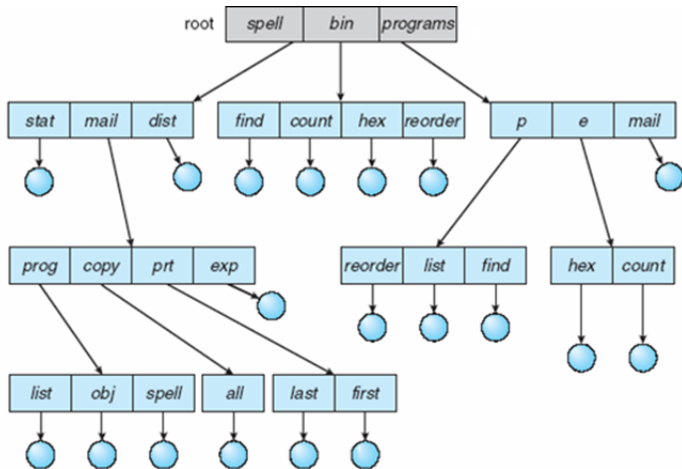 root spell bin programs
stat mail dist find count hex reorder p e mail
prog copy prt exp reorder list find hex count
list obj spell all last first